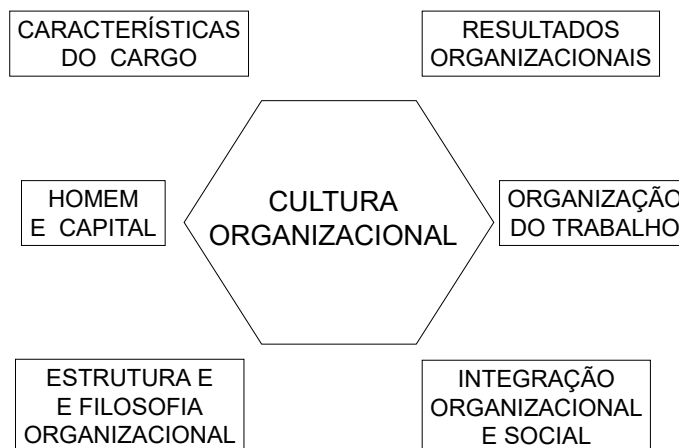 CARACTERÍSTICAS
DO CARGO
RESULTADOS
ORGANIZACIONAIS
HOMEM
E CAPITAL
CULTURA
ORGANIZACIONAL
ORGANIZAÇÃO
DO TRABALHO
ESTRUTURA E
E FILOSOFIA
ORGANIZACIONAL
INTEGRAÇÃO
ORGANIZACIONAL
E SOCIAL